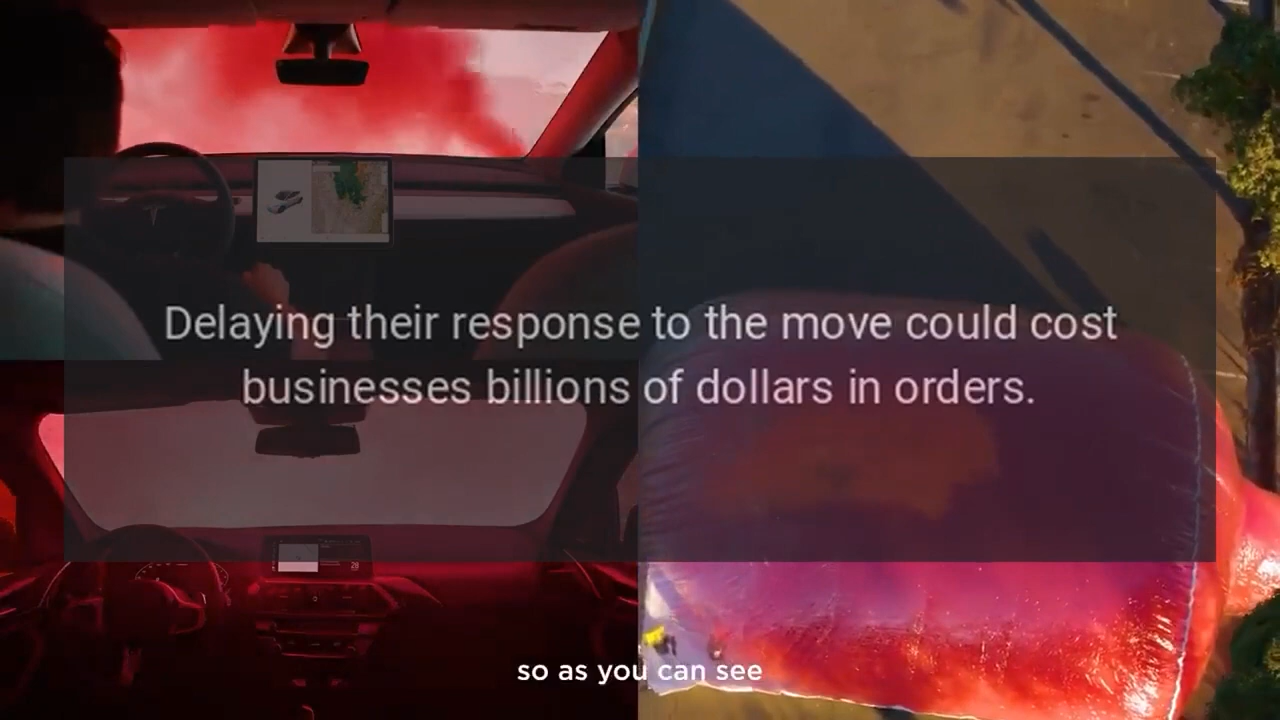 Delaying their response to the move could cost
businesses billions of dollars in orders.
28
so as you can see